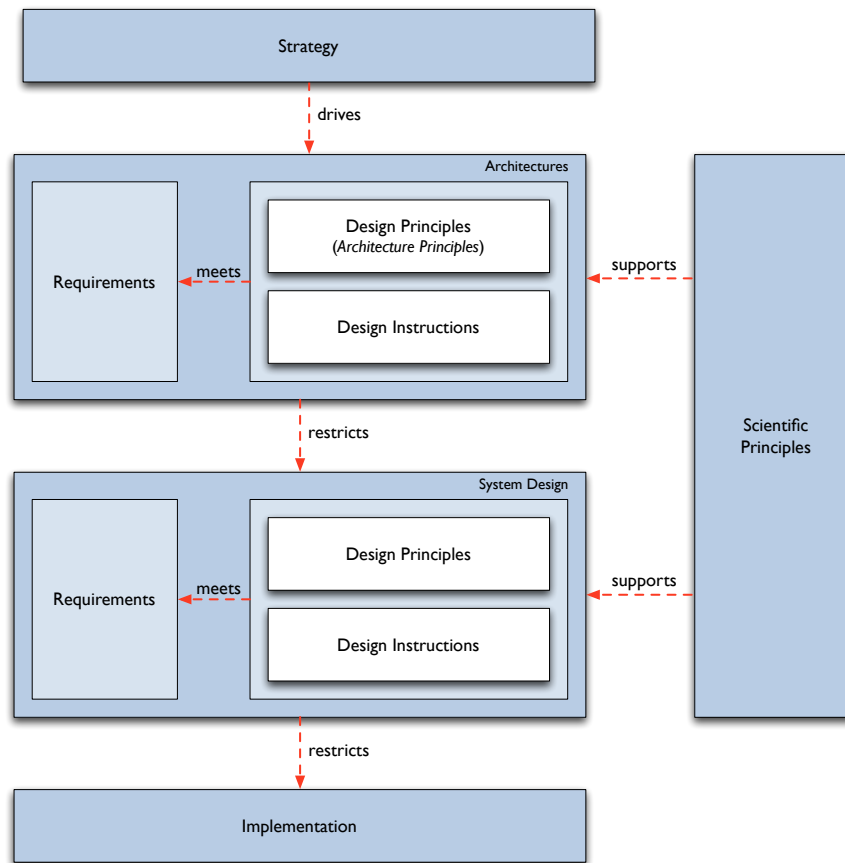 Strategy
drives
Architectures
Design Principles
(Architecture Principles)
meets
Requirements
Design Instructions
supports
restricts
Scientific
Principles
System Design
Design Principles
meets
Requirements
Design Instructions
supports
restricts
Implementation